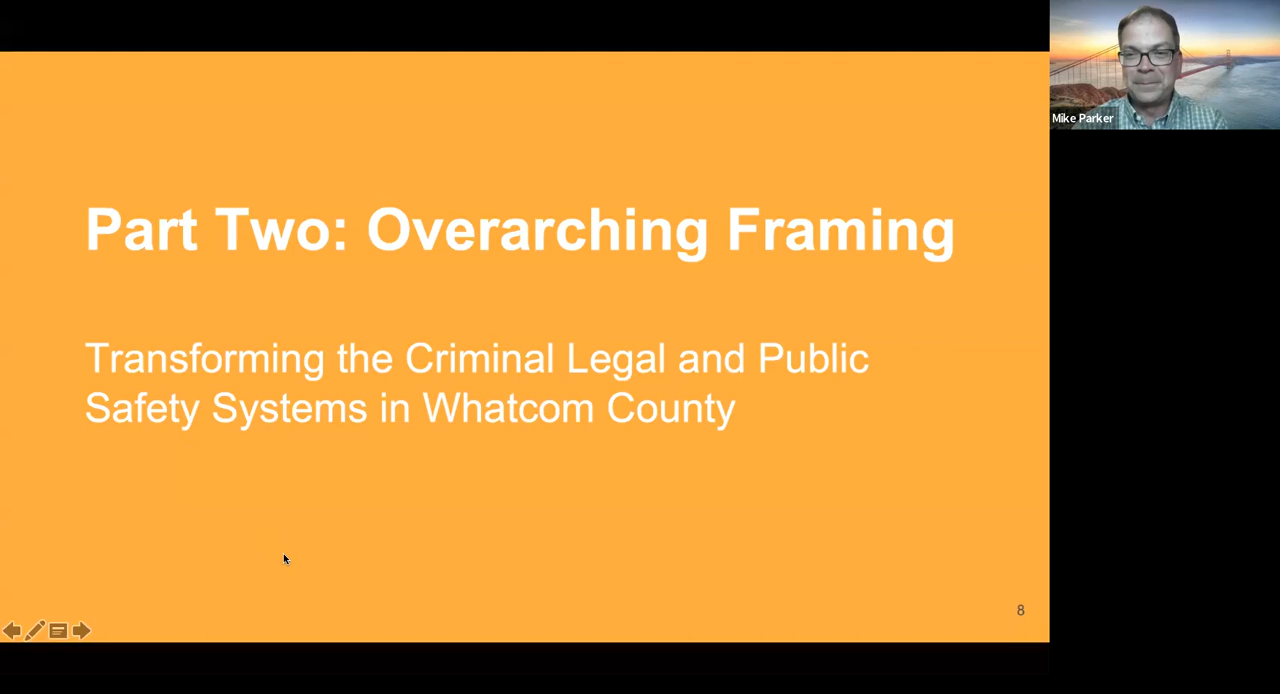 Part Two: Overarching Framing
Transforming the Criminal Legal and Public
Safety Systems in Whatcom County
8
Mike Parker